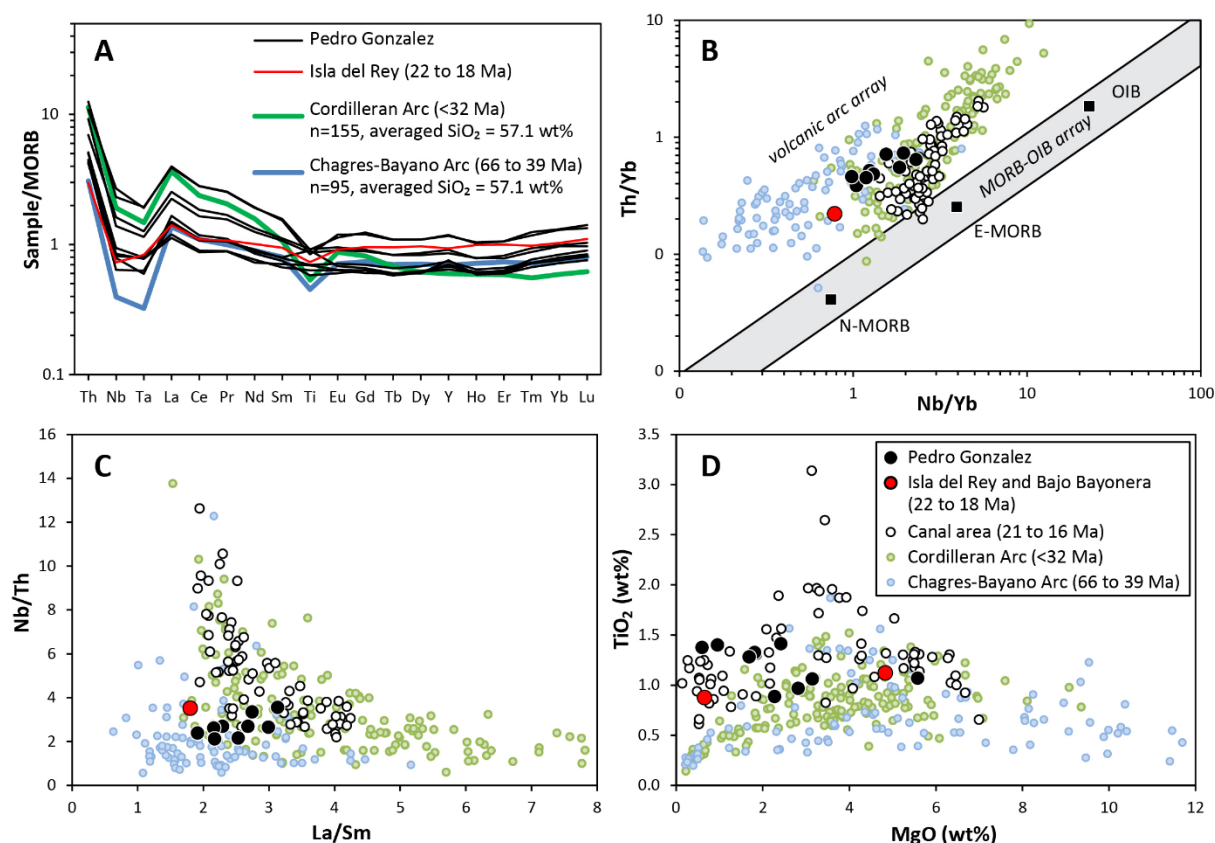 A
Sample/MORB
10
1
0.1
Pedro Gonzalez
Isla del Rey (22 to 18 Ma)
Cordilleran Arc (<32 Ma)
n=155, averaged SiO₂ = 57.1 wt%
Chagres-Bayano Arc (66 to 39 Ma)
n=95, averaged SiO₂ = 57.1 wt%
Th Nb Ta La Ce Pr Nd Sm Ti Eu Gd Tb Dy Y Ho Er Tm Yb Lu
B
Th/Yb
10
1
0
0
volcanic arc array
MORB-OIB array
OIB
E-MORB
N-MORB
0 1 10 100
Nb/Yb
C
Nb/Th
16
14
12
10
8
6
4
2
0
0 1 2 3 4 5 6 7 8
La/Sm
D
TiO₂ (wt%)
3.5
3.0
2.5
2.0
1.5
1.0
0.5
0.0
Pedro Gonzalez
Isla del Rey and Bajo Bayonera
(22 to 18 Ma)
Canal area (21 to 16 Ma)
Cordilleran Arc (<32 Ma)
Chagres-Bayano Arc (66 to 39 Ma)
0 2 4 6 8 10 12
MgO (wt%)